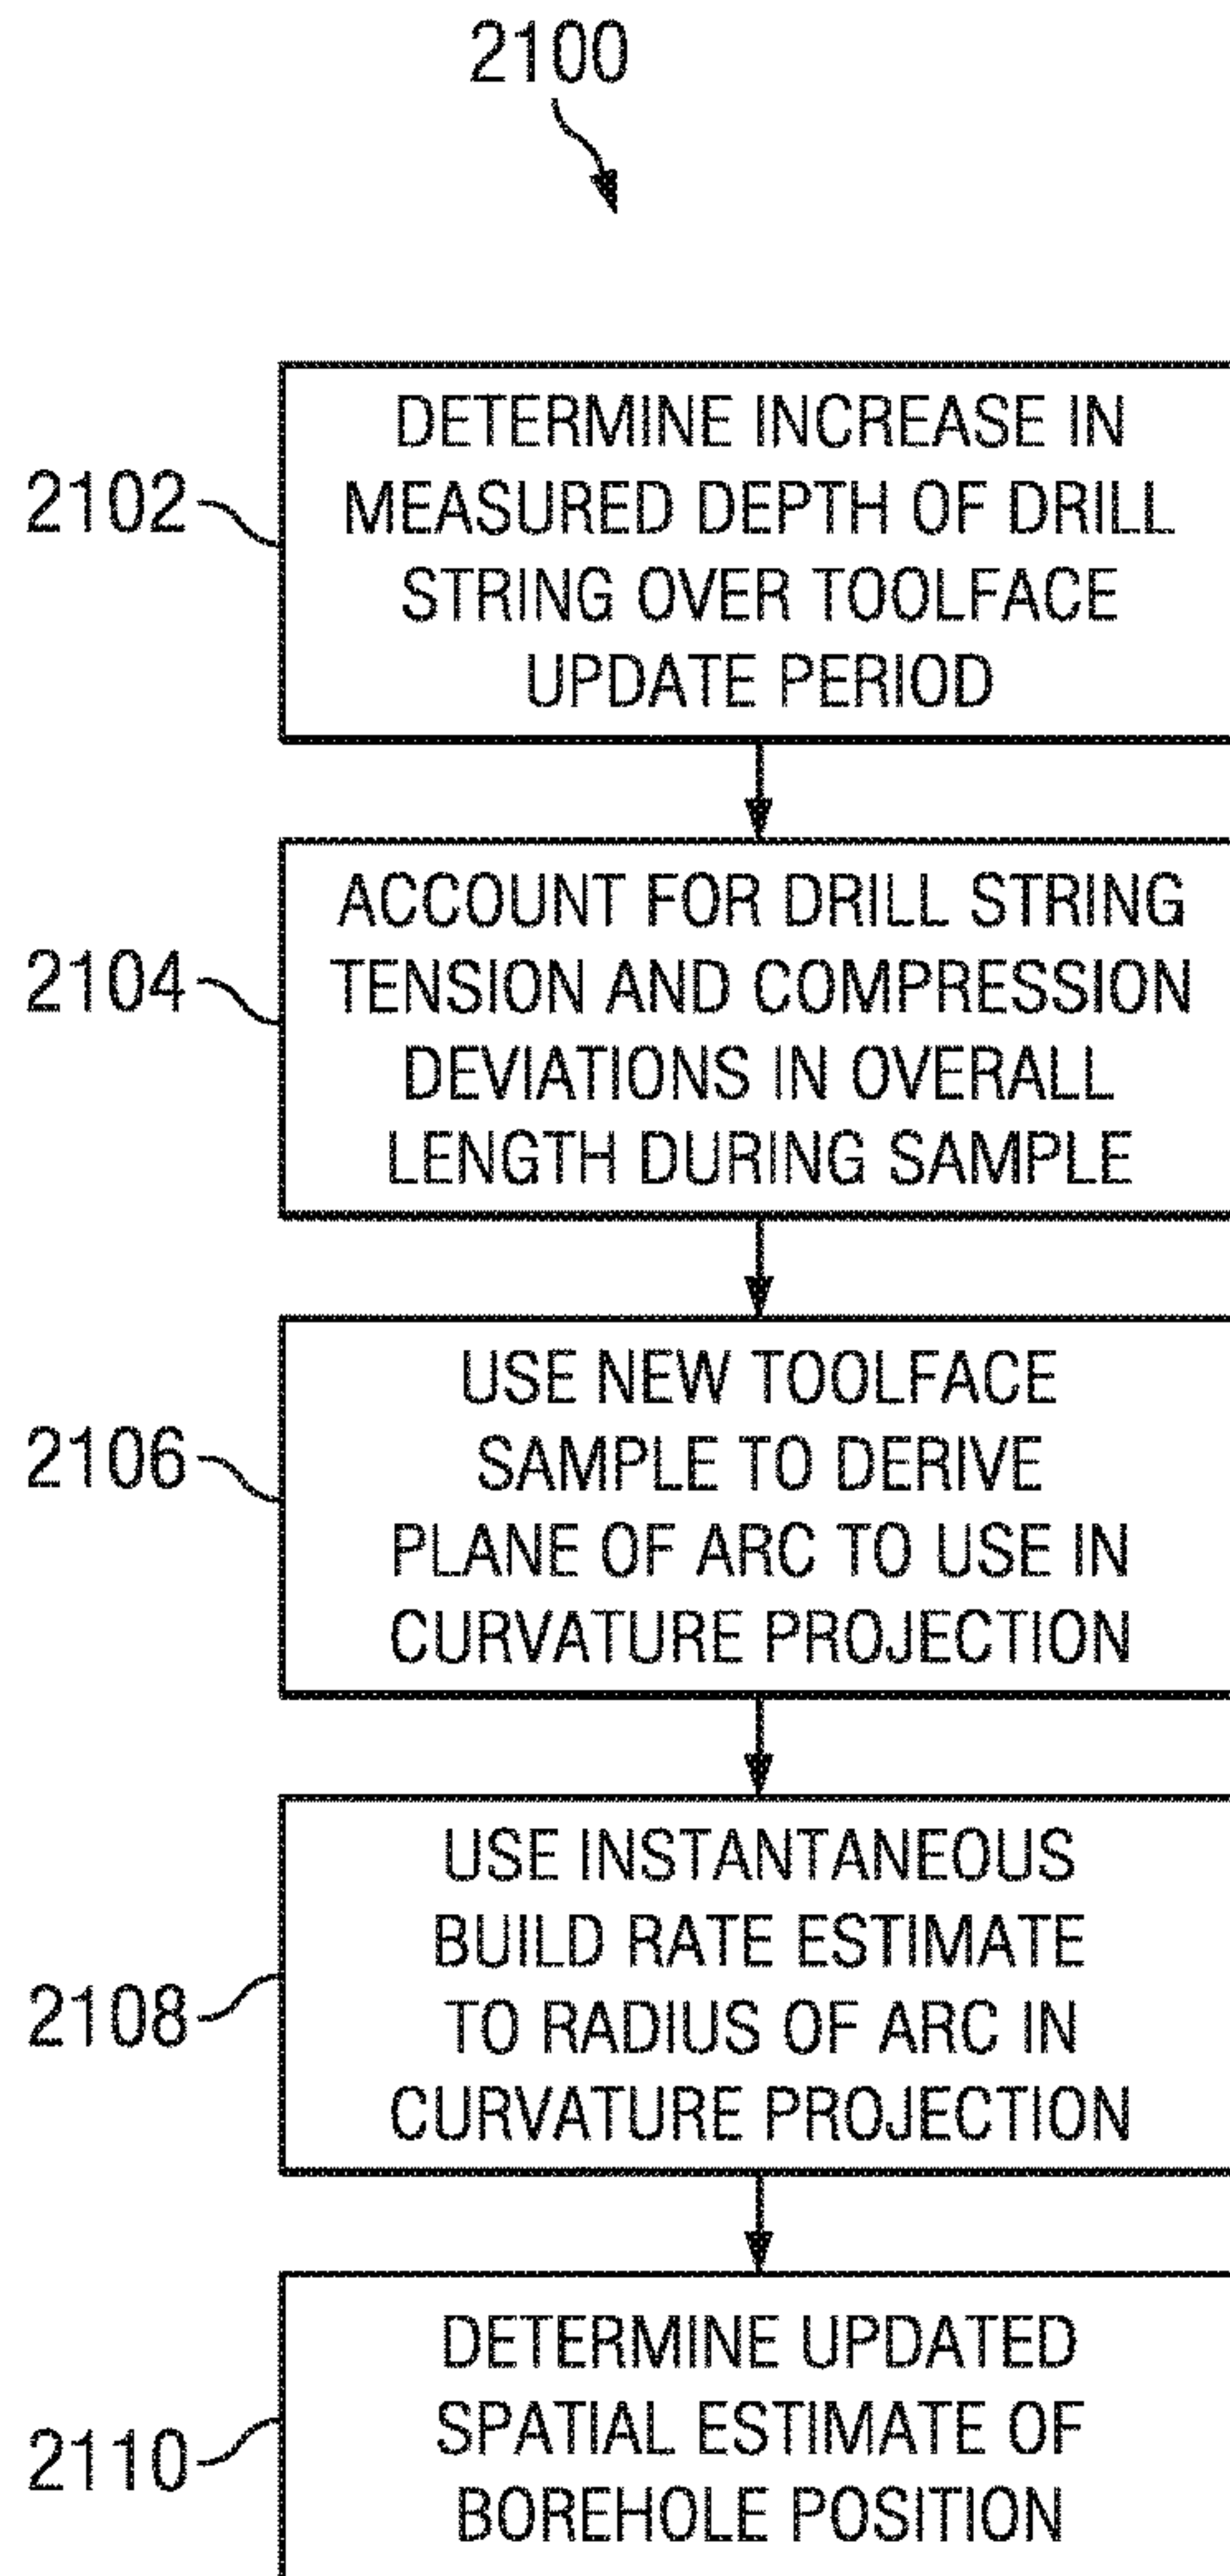 2100
2102
DETERMINE INCREASE IN
MEASURED DEPTH OF DRILL
STRING OVER TOOLFACE
UPDATE PERIOD
2104
ACCOUNT FOR DRILL STRING
TENSION AND COMPRESSION
DEVIATIONS IN OVERALL
LENGTH DURING SAMPLE
2106
USE NEW TOOLFACE
SAMPLE TO DERIVE
PLANE OF ARC TO USE IN
CURVATURE PROJECTION
2108
USE INSTANTANEOUS
BUILD RATE ESTIMATE
TO RADIUS OF ARC IN
CURVATURE PROJECTION
2110
DETERMINE UPDATED
SPATIAL ESTIMATE OF
BOREHOLE POSITION